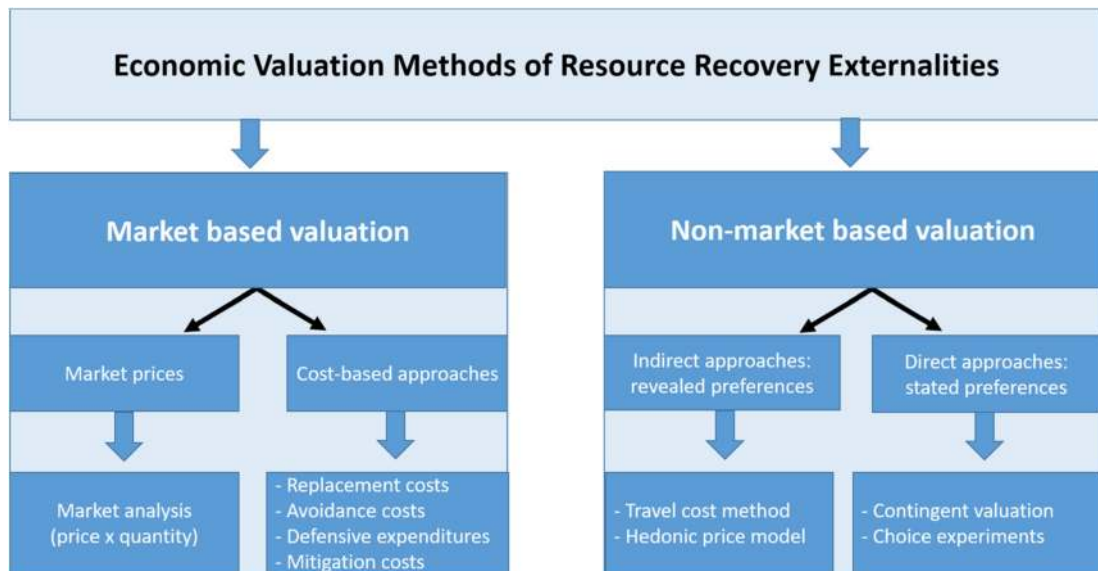 Economic Valuation Methods of Resource Recovery Externalities
Market based valuation
Non-market based valuation
Market prices
Cost-based approaches
Indirect approaches:
revealed preferences
Direct approaches:
stated preferences
Market analysis
(price x quantity)
- Replacement costs
- Avoidance costs
- Defensive expenditures
- Mitigation costs
- Travel cost method
- Hedonic price model
- Contingent valuation
- Choice experiments